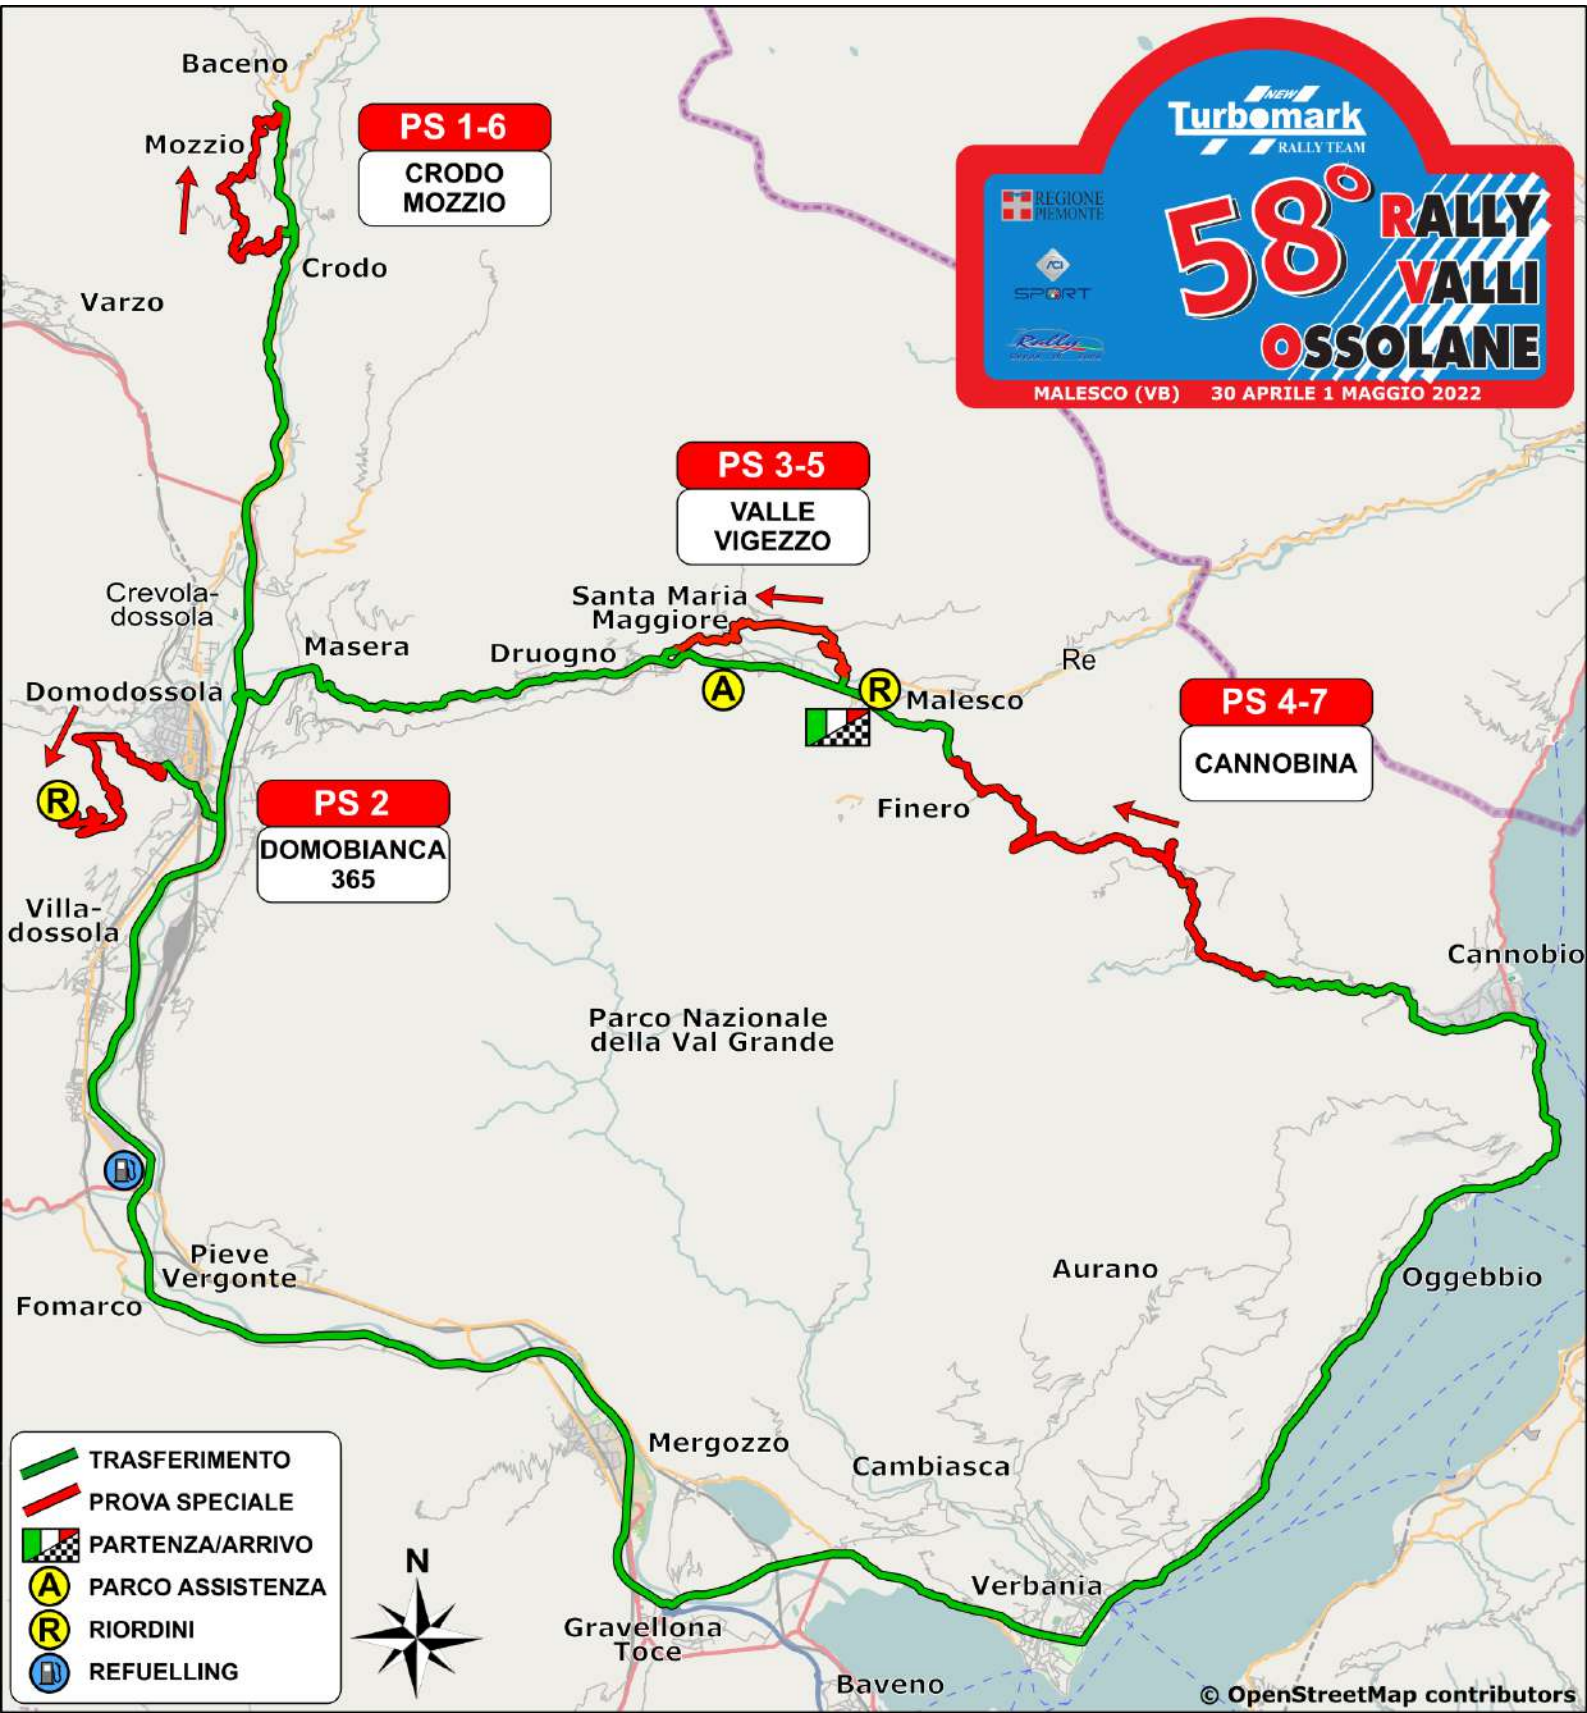 Baceno
Mozzio
PS 1-6
CRODO
MOZZIO
Crodo
Varzo
NEW
Turbomark
RALLY TEAM
REGIONE
PIEMONTE
ACI
SPORT
Rally
58° RALLY
VALLI
OSSOLANE
MALESCO (VB) 30 APRILE 1 MAGGIO 2022
PS 3-5
VALLE
VIGEZZO
Santa Maria
Maggiore
Crevola-
dossola
Masera
Druogno
Re
Domodossola
A
R
Malesco
PS 4-7
CANNOBINA
R
PS 2
DOMOBIANCA
365
Finero
Villa-
dossola
Cannobio
Parco Nazionale
della Val Grande
Pieve
Vergonte
Fomarco
Aurano
Oggebbio
Mergozzo
Cambiasca
Verbania
Gravellona
Toce
Baveno
TRASFERIMENTO
PROVA SPECIALE
PARTENZA/ARRIVO
A PARCO ASSISTENZA
R RIORDINI
REFUELLING
N
© OpenStreetMap contributors